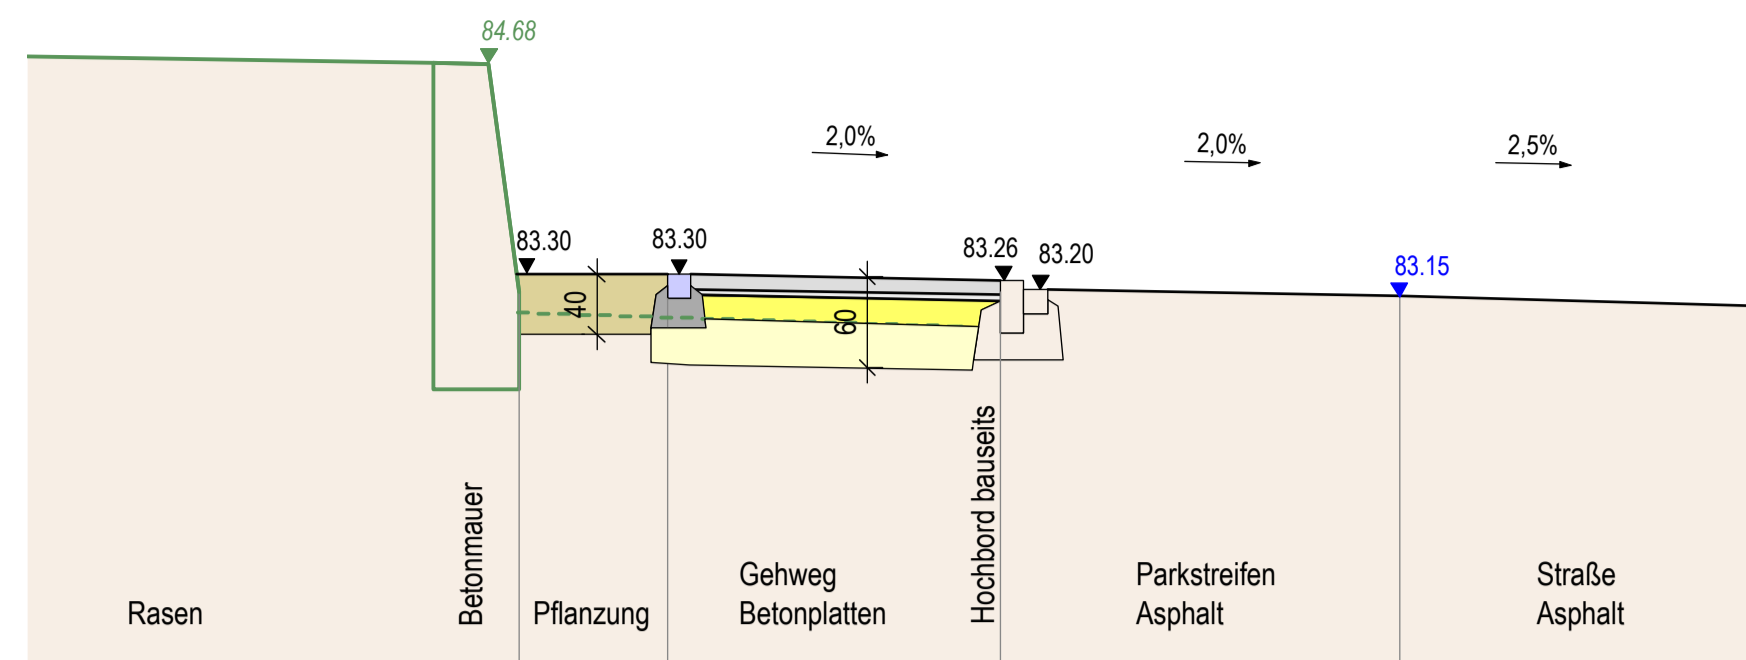 84.68
2,0%
2,0%
2,5%
83.30
83.30
83.26
83.20
83.15
40
60
Betonmauer
Hochbord bauseits
Rasen
Pflanzung
Gehweg
Betonplatten
Parkstreifen
Asphalt
Straße
Asphalt